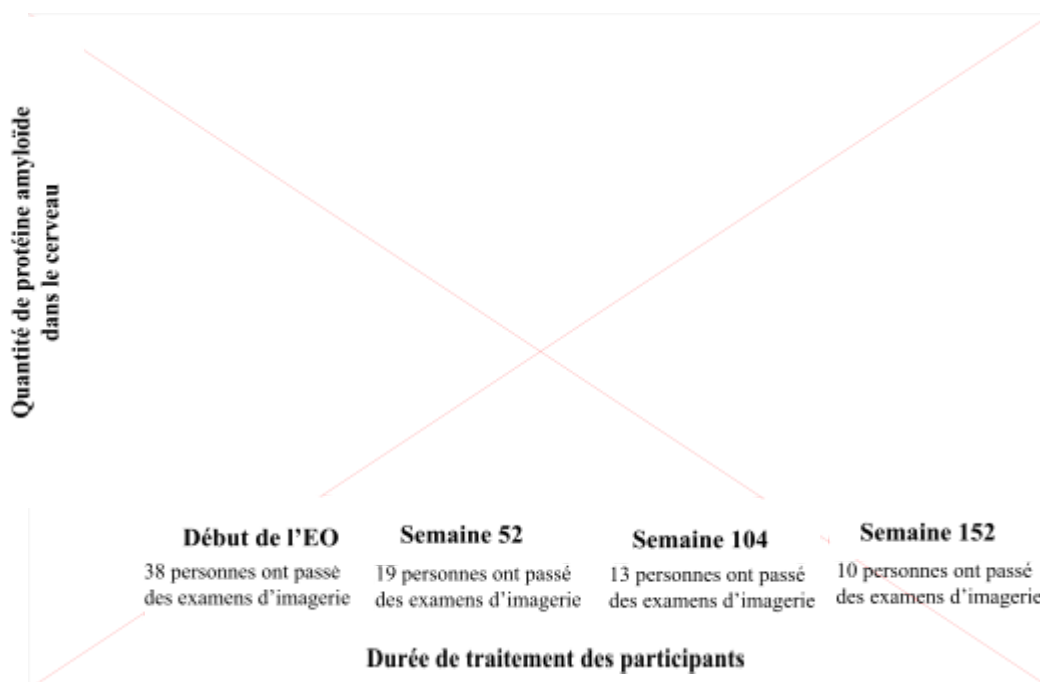 Quantité de protéine amyloïde
dans le cerveau
Début de l'EO
38 personnes ont passé
des examens d'imagerie
Semaine 52
19 personnes ont passé
des examens d'imagerie
Semaine 104
13 personnes ont passé
des examens d'imagerie
Semaine 152
10 personnes ont passé
des examens d'imagerie
Durée de traitement des participants